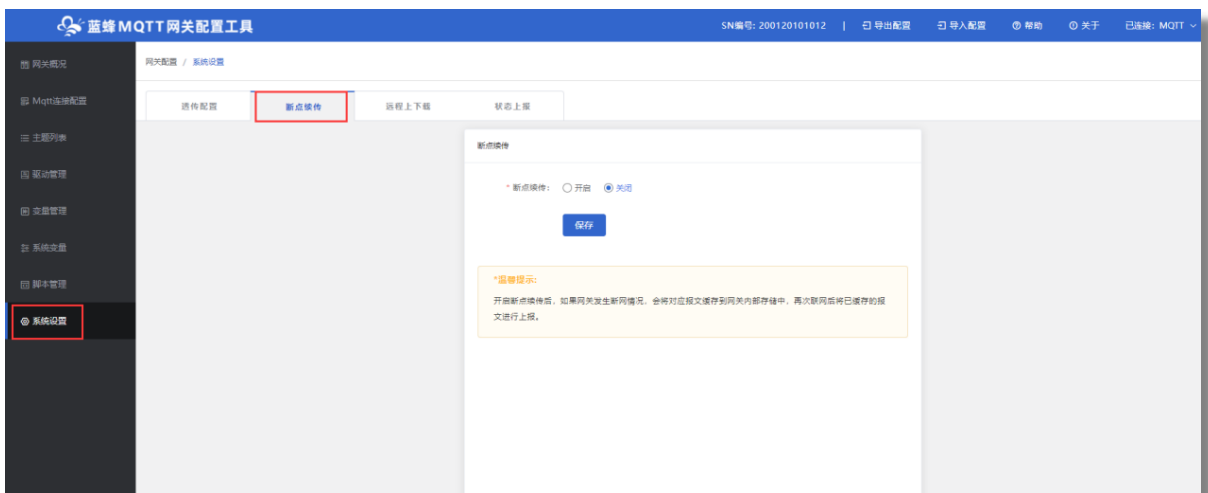 蓝蜂MQTT网关配置工具
SN编号: 200120101012 | 导出配置 导入配置 帮助 关于 已连接: MQTT
网关概况
网关配置 / 系统设置
Mqtt连接配置
透传配置 断点续传 远程上下载 状态上报
主题列表
断点续传
驱动管理
* 断点续传: 开启 关闭
变量管理
保存
系统变量
*温馨提示:
脚本管理
开启断点续传后，如果网关发生断网情况，会将对应报文缓存到网关内部存储中，再次联网后将已缓存的报
文进行上报。
系统设置